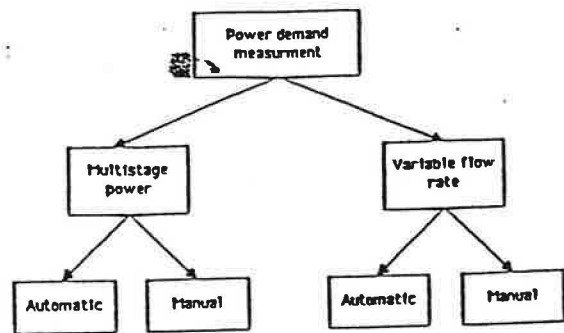 Power demand
measurment
Multistage
power
Variable flow
rate
Automatic
Manual
Automatic
Manual